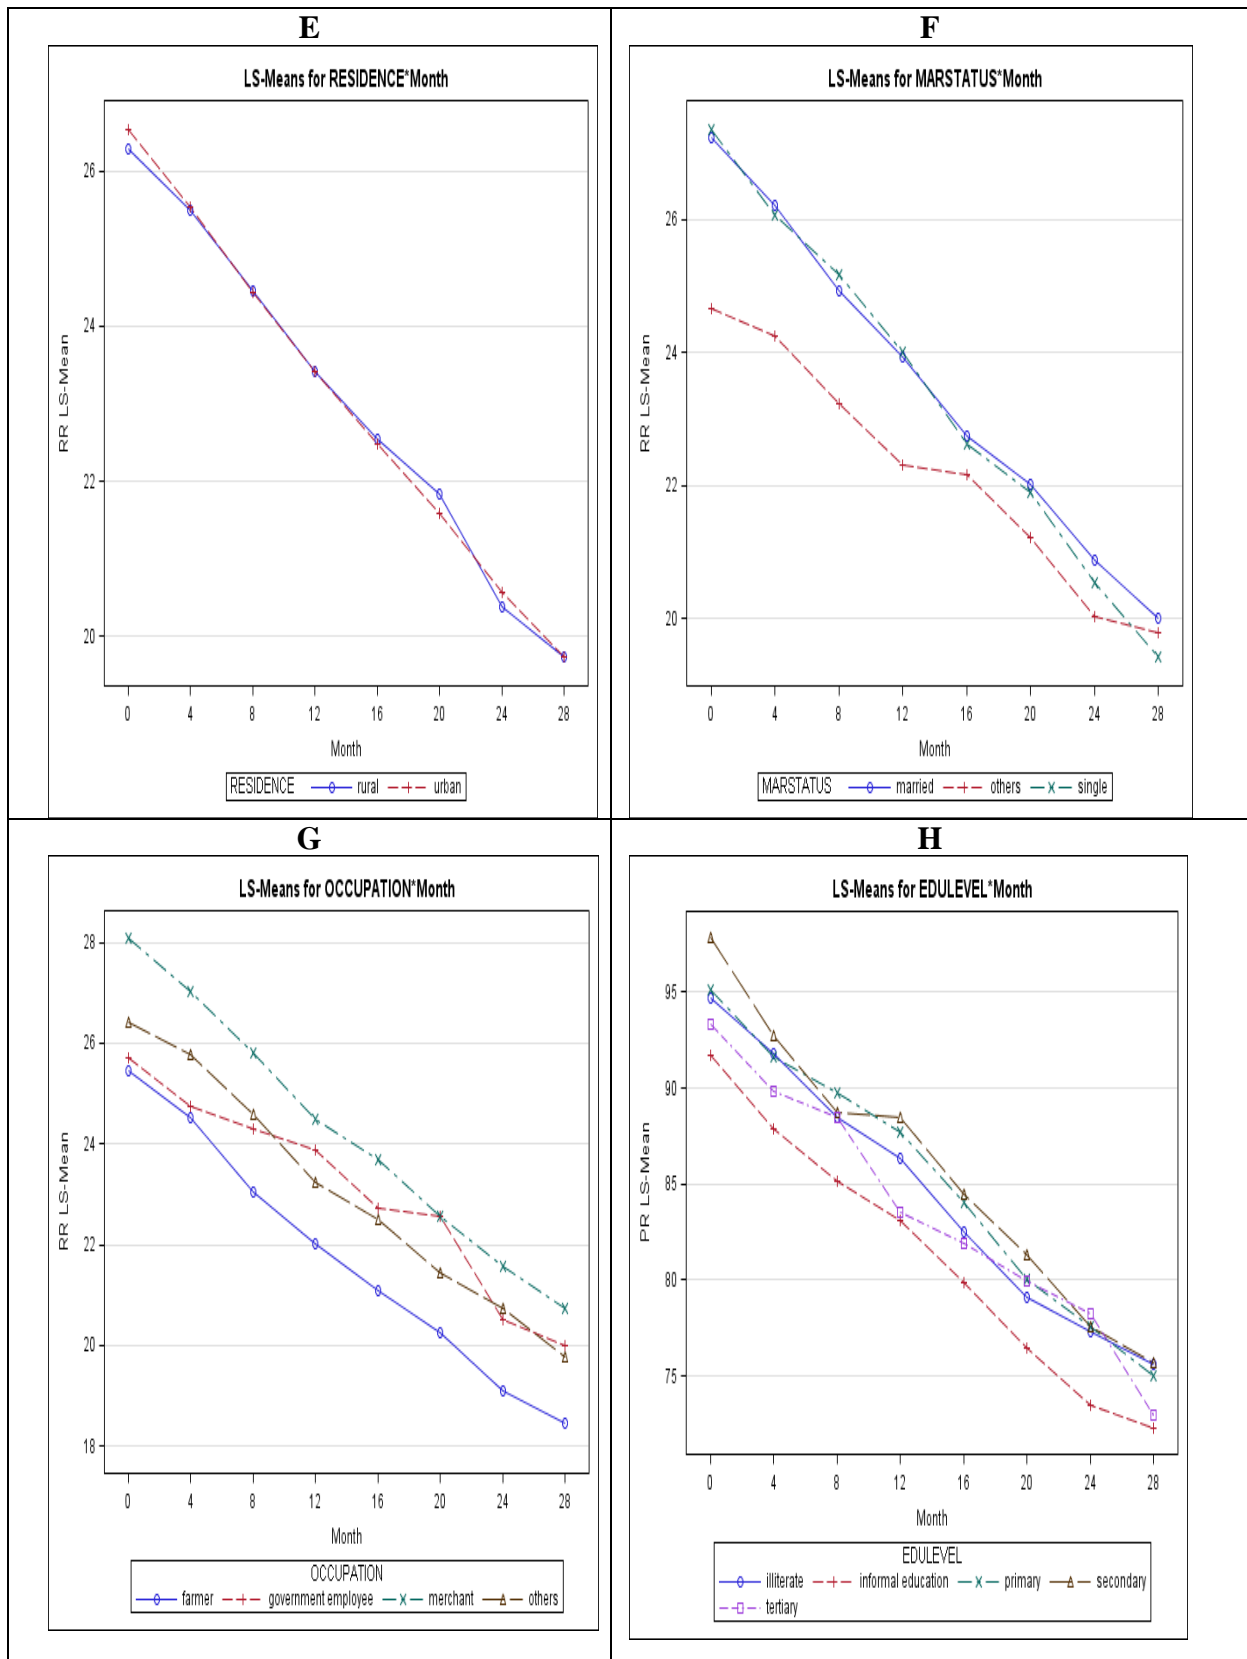 E
LS-Means for RESIDENCE*Month
RR LS-Mean
26
24
22
20
0 4 8 12 16 20 24 28
Month
RESIDENCE rural urban
F
LS-Means for MARSTATUS*Month
RR LS-Mean
26
24
22
20
0 4 8 12 16 20 24 28
Month
MARSTATUS married others single
G
LS-Means for OCCUPATION*Month
RR LS-Mean
28
26
24
22
20
18
0 4 8 12 16 20 24 28
Month
OCCUPATION
farmer government employee merchant others
H
LS-Means for EDULEVEL*Month
PR LS-Mean
95
90
85
80
75
0 4 8 12 16 20 24 28
Month
EDULEVEL
illiterate informal education primary secondary
tertiary